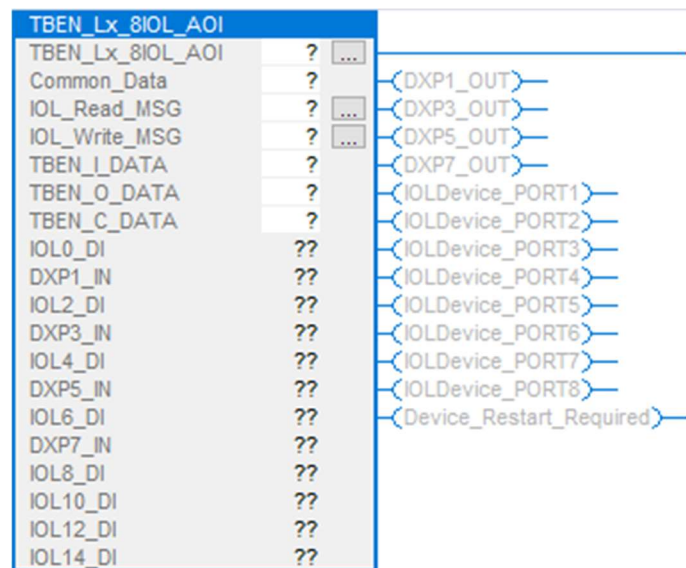 TBEN_Lx_8IOL_AOI
TBEN_Lx_8IOL_AOI ? ...
Common_Data ? DXP1_OUT
IOL_Read_MSG ? ... DXP3_OUT
IOL_Write_MSG ? ... DXP5_OUT
TBEN_I_DATA ? DXP7_OUT
TBEN_O_DATA ? IOLDevice_PORT1
TBEN_C_DATA ? IOLDevice_PORT2
IOL0_DI ?? IOLDevice_PORT3
DXP1_IN ?? IOLDevice_PORT4
IOL2_DI ?? IOLDevice_PORT5
DXP3_IN ?? IOLDevice_PORT6
IOL4_DI ?? IOLDevice_PORT7
DXP5_IN ?? IOLDevice_PORT8
IOL6_DI ?? Device_Restart_Required
DXP7_IN ??
IOL8_DI ??
IOL10_DI ??
IOL12_DI ??
IOL14_DI ??